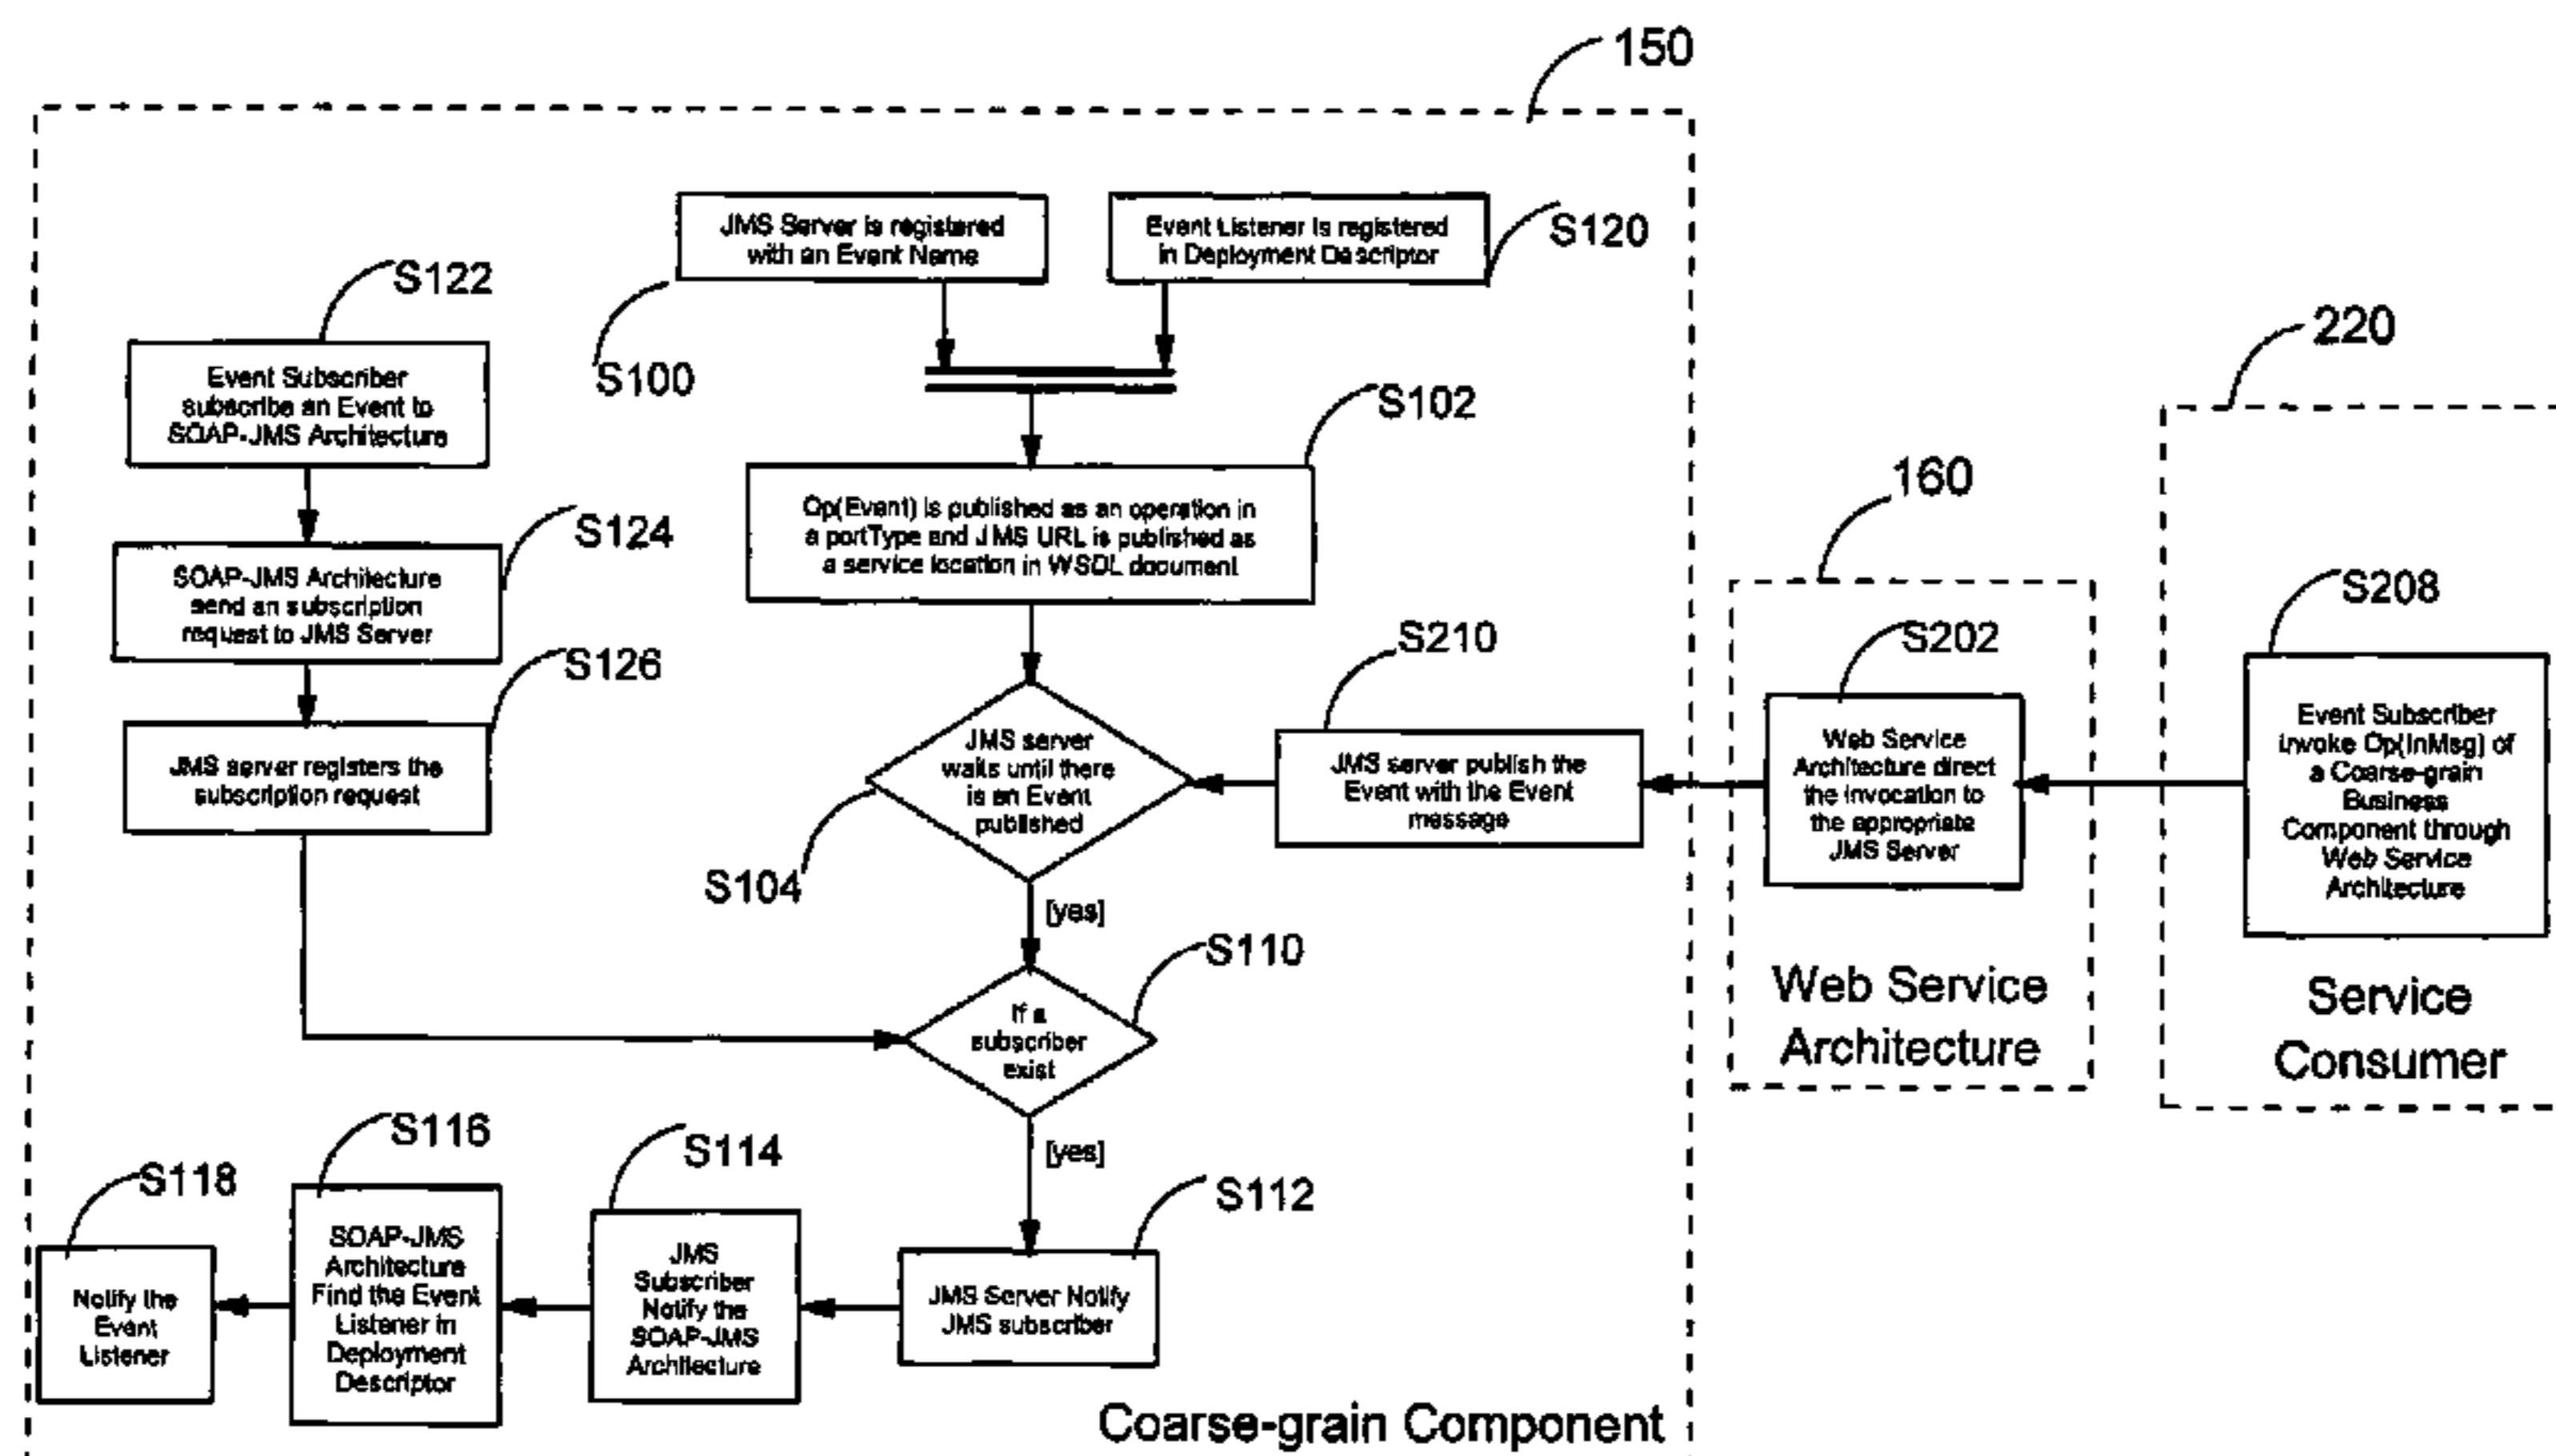 150
JMS Server is registered
with an Event Name
Event Listener is registered
in Deployment Descriptor
S120
S122
S100
220
Event Subscriber
subscribe an Event to
SOAP-JMS Architecture
S102
160
Op(Event) is published as an operation in
a portType and JMS URL is published as
a service location in WSDL document
S124
SOAP-JMS Architecture
send an subscription
request to JMS Server
S208
S210
S202
S126
JMS server registers the
subscription request
JMS server
waits until there
is an Event
published
JMS server publish the
Event with the Event
message
Web Service
Architecture direct
the invocation to
the appropriate
JMS Server
Event Subscriber
invoke Op(InMsg) of
a Coarse-grain
Business
Component through
Web Service
Architecture
S104
[yes]
S110
If a
subscriber
exist
Web Service
Architecture
Service
Consumer
S116
S114
[yes]
S118
S112
Notify the
Event
Listener
SOAP-JMS
Architecture
Find the Event
Listener in
Deployment
Descriptor
JMS
Subscriber
Notify the
SOAP-JMS
Architecture
JMS Server Notify
JMS subscriber
Coarse-grain Component